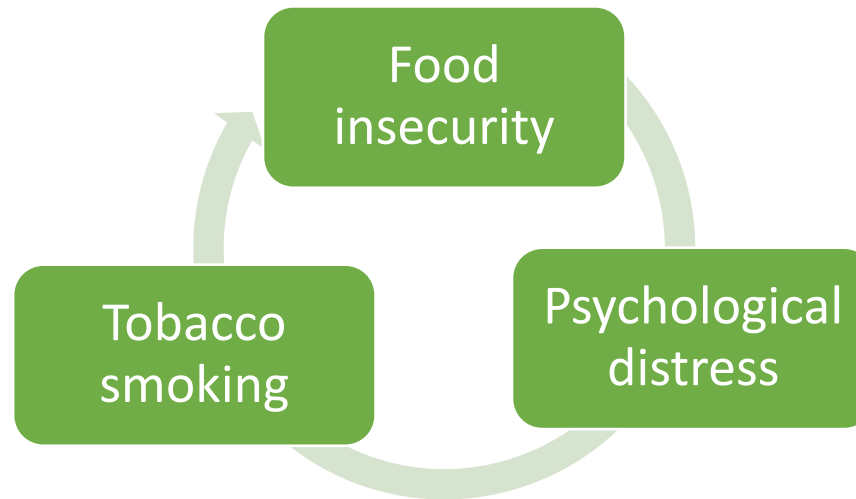 Food
insecurity
Psychological
distress
Tobacco
smoking